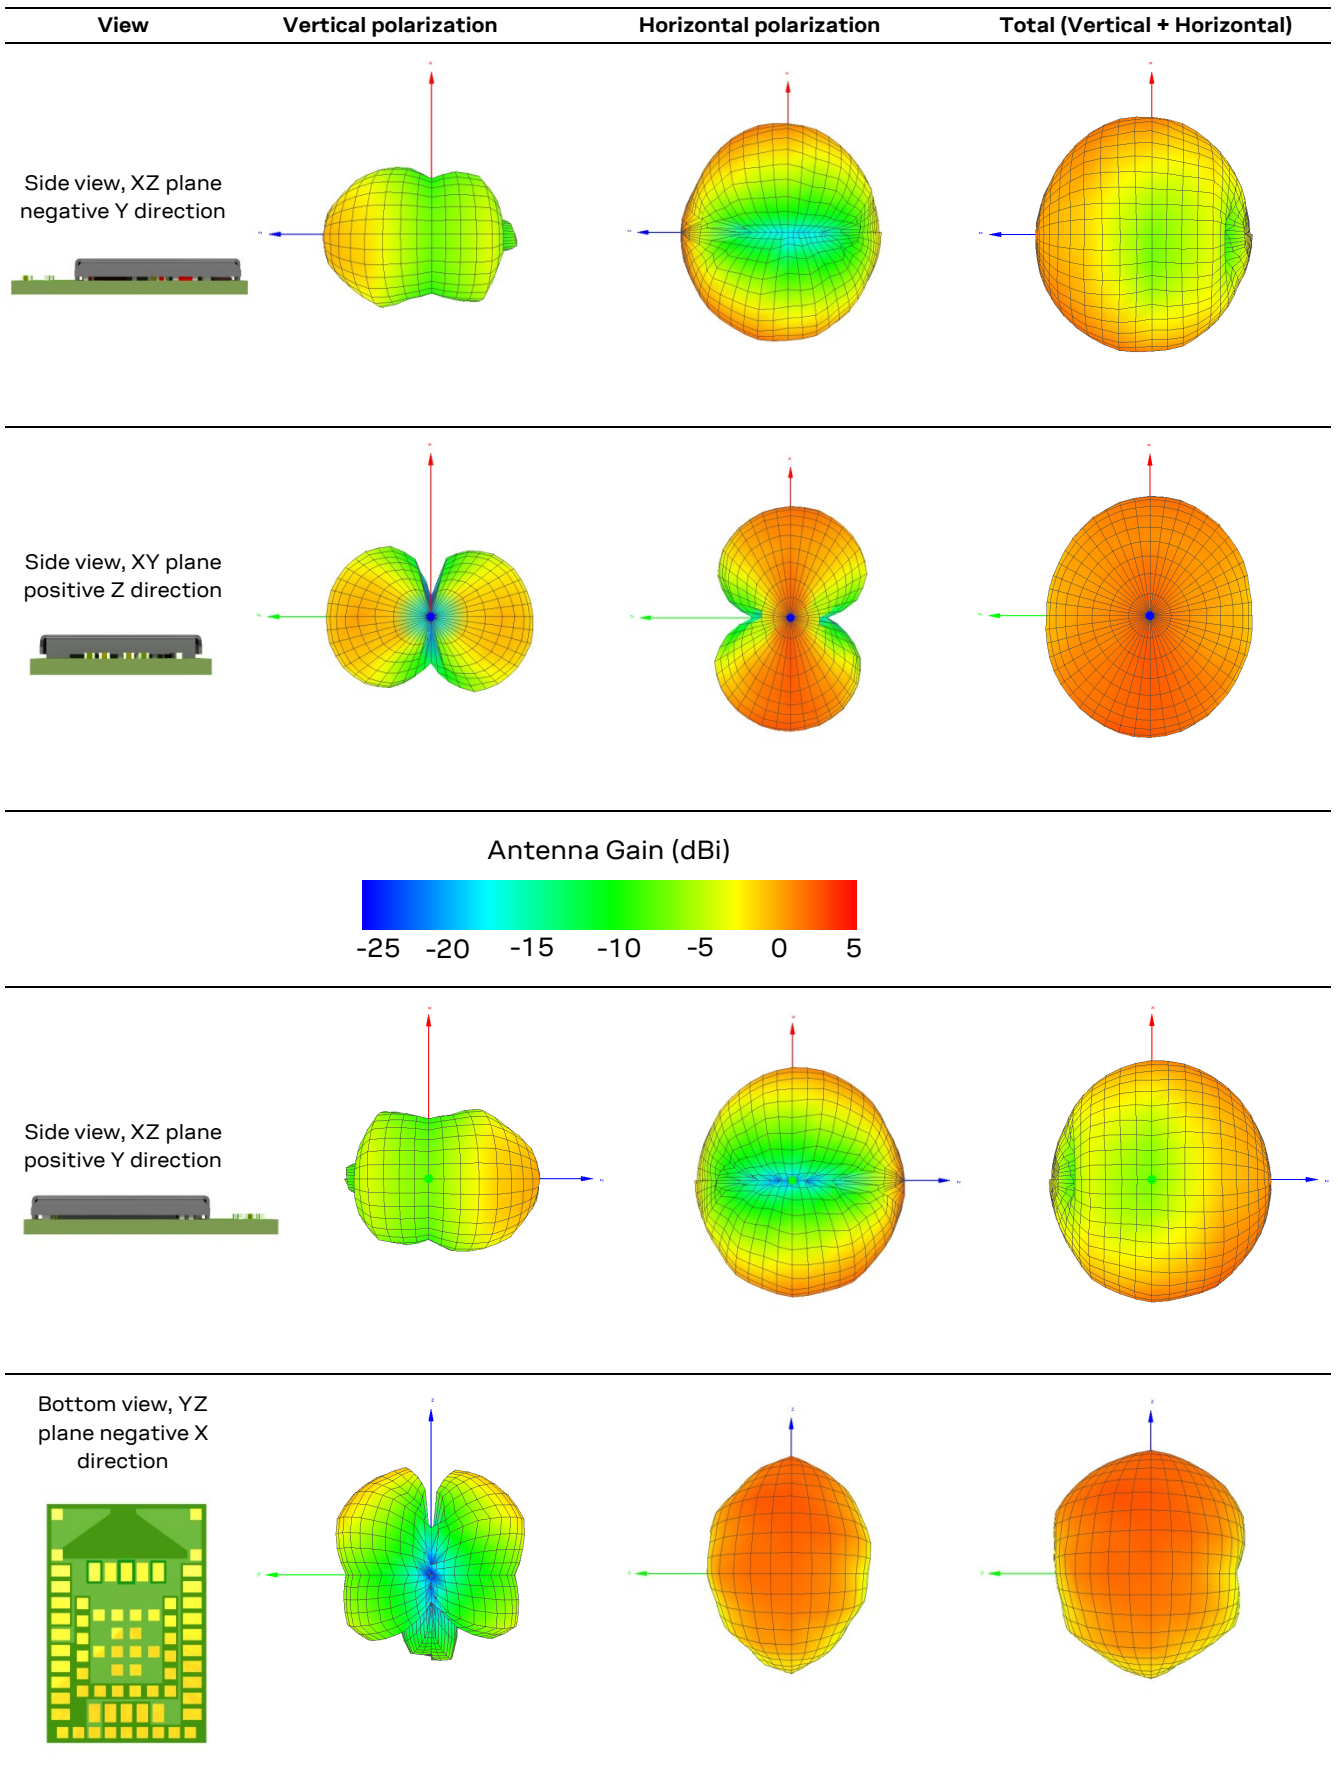 View Vertical polarization Horizontal polarization Total (Vertical + Horizontal)
Side view, XZ plane
negative Y direction
Side view, XY plane
positive Z direction
Antenna Gain (dBi)
-25 -20 -15 -10 -5 0 5
Side view, XZ plane
positive Y direction
Bottom view, YZ
plane negative X
direction